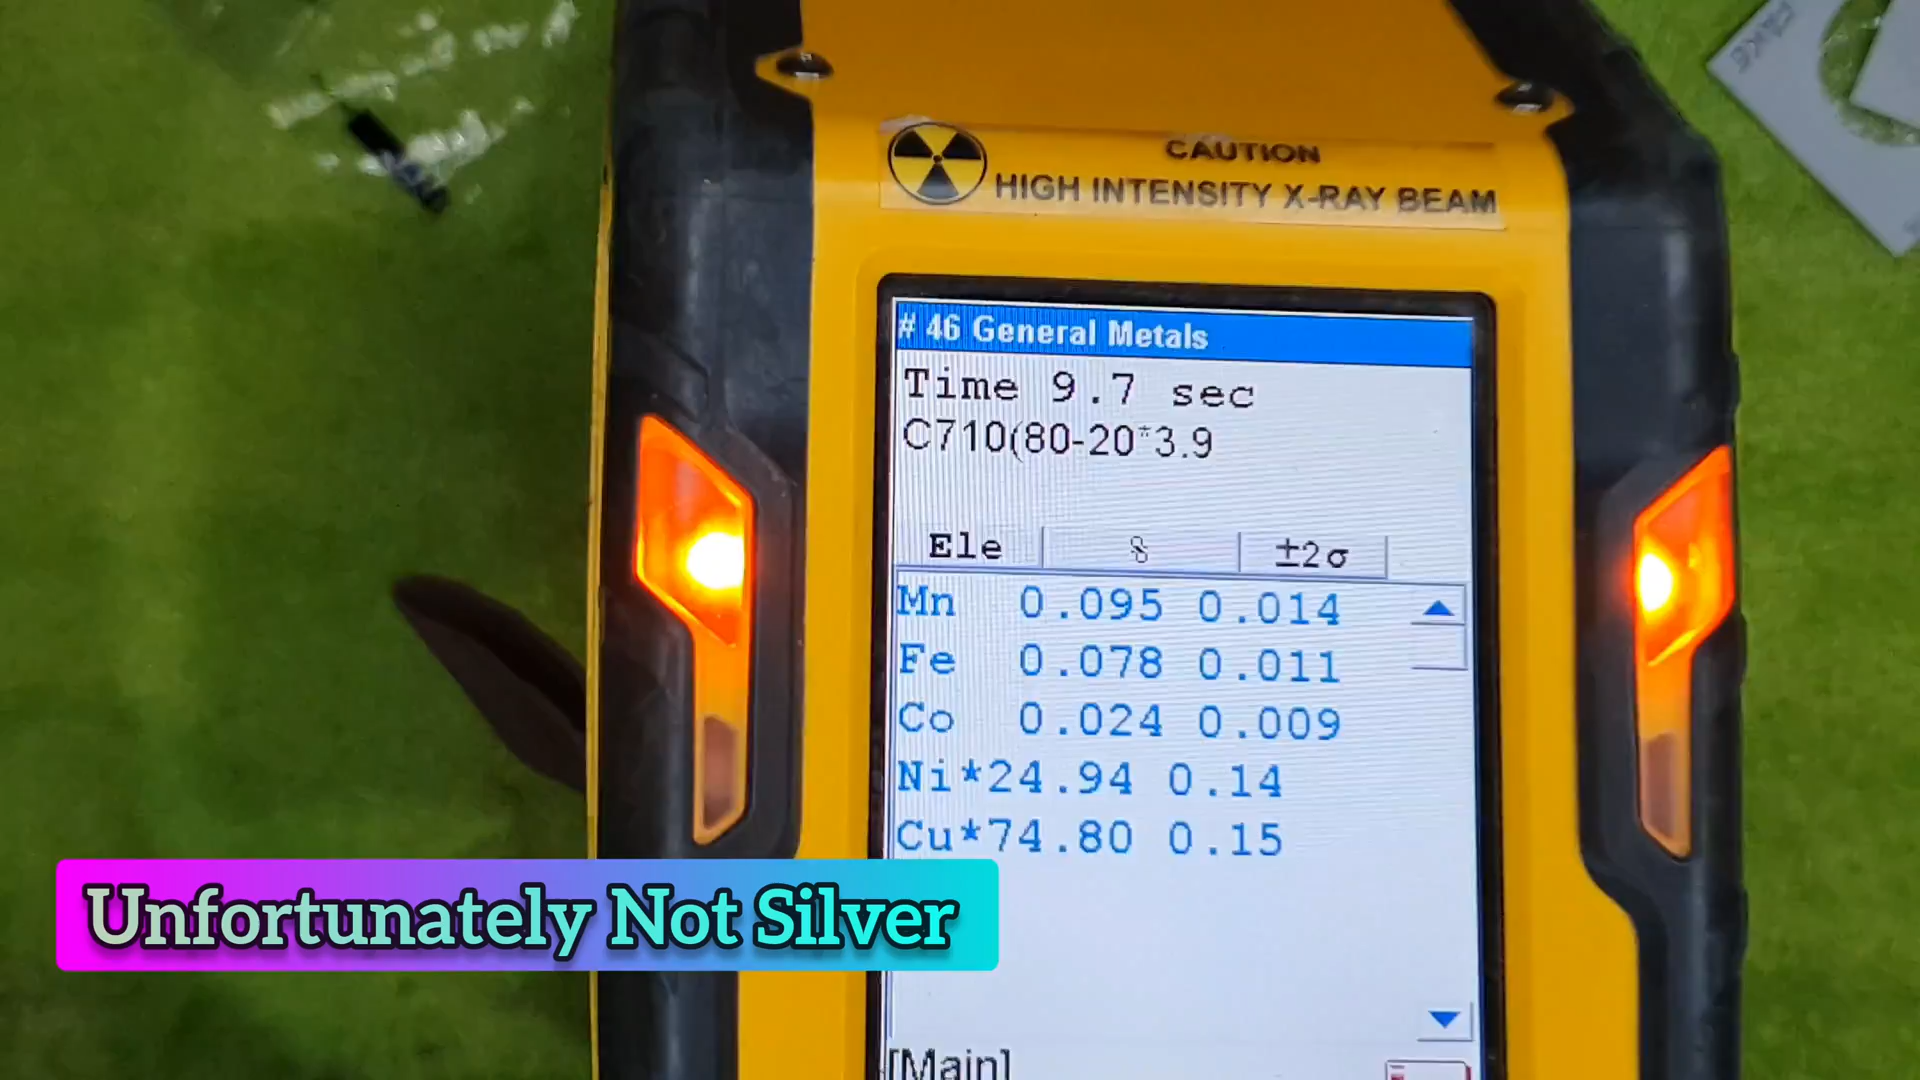 FAKE
CAUTION
HIGH INTENSITY X-RAY BEAM
# 46 General Metals
Time 9.7 sec
C710(80-20*3.9
Ele % ±2σ
Mn 0.095 0.014
Fe 0.078 0.011
Co 0.024 0.009
Ni*24.94 0.14
Cu*74.80 0.15
Unfortunately Not Silver
[Main]